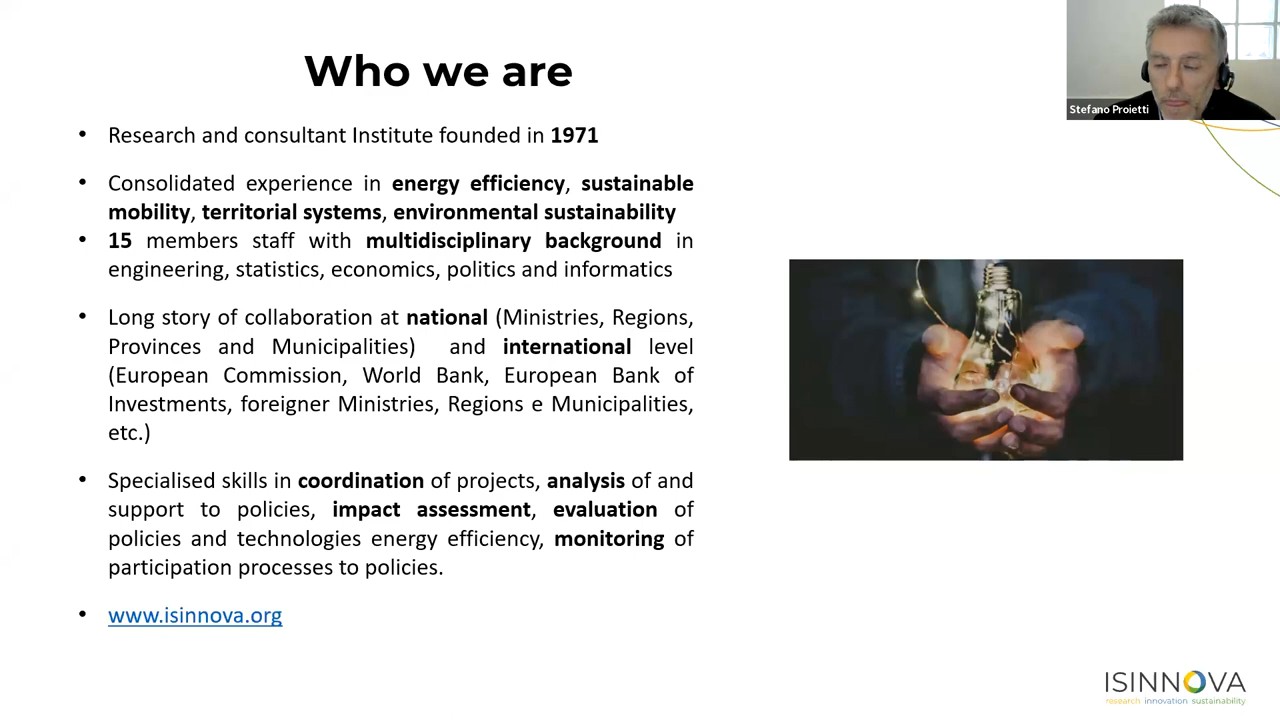 Who we are
Stefano Proietti
• Research and consultant Institute founded in 1971
• Consolidated experience in energy efficiency, sustainable
mobility, territorial systems, environmental sustainability
• 15 members staff with multidisciplinary background in
engineering, statistics, economics, politics and informatics
• Long story of collaboration at national (Ministries, Regions,
Provinces and Municipalities) and international level
(European Commission, World Bank, European Bank of
Investments, foreigner Ministries, Regions e Municipalities,
etc.)
• Specialised skills in coordination of projects, analysis of and
support to policies, impact assessment, evaluation of
policies and technologies energy efficiency, monitoring of
participation processes to policies.
• www.isinnova.org
ISINNOVA
research innovation sustainability